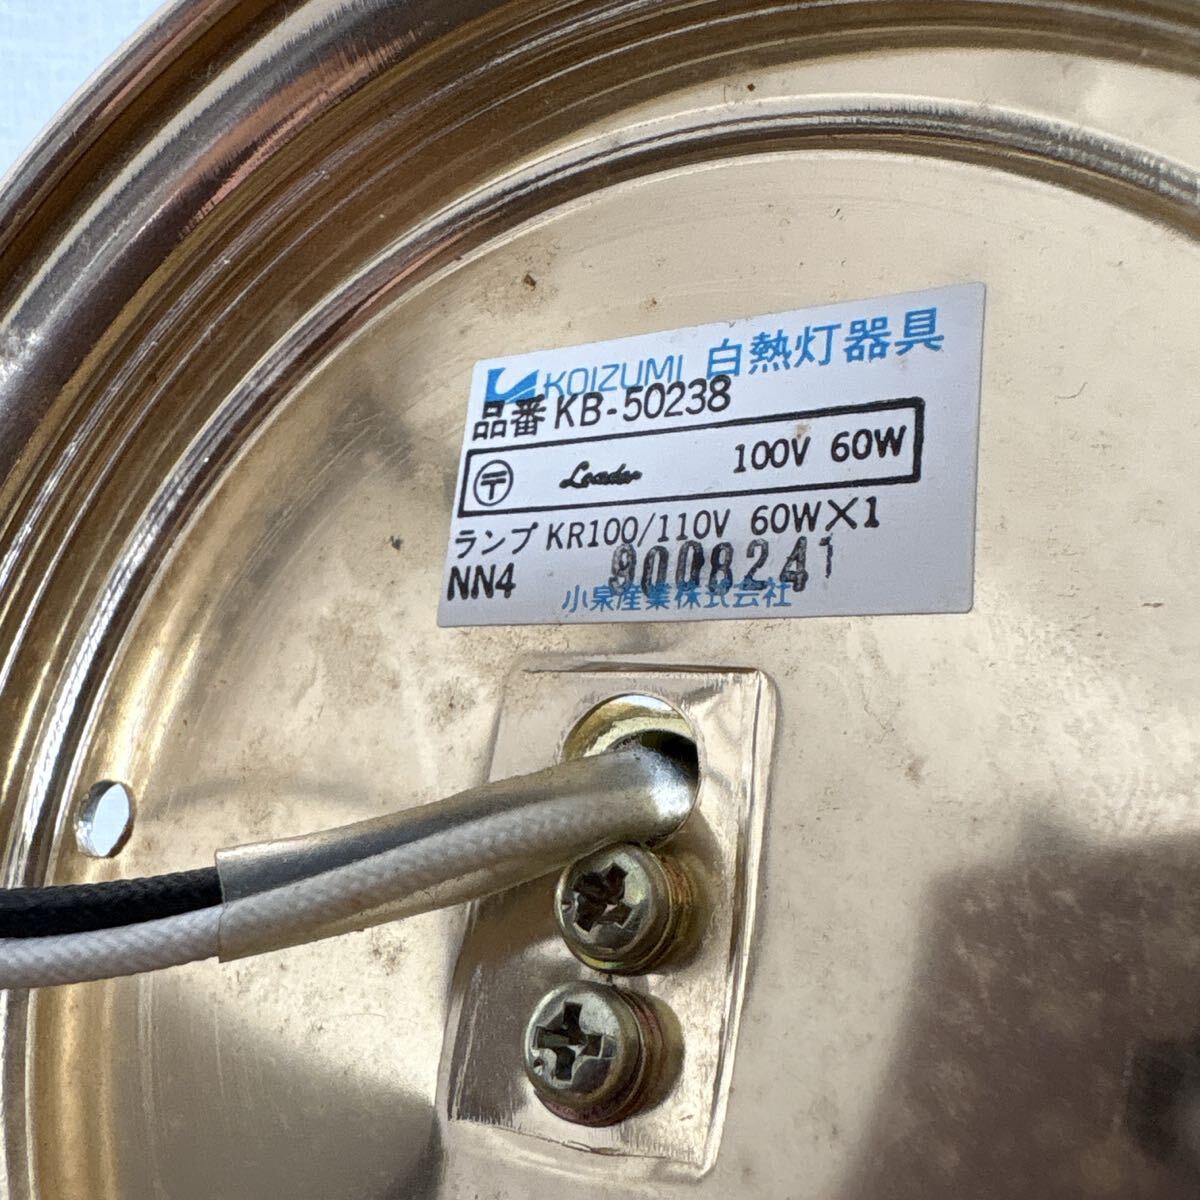 KOIZUMI 白熱灯器具
品番 KB-50238
〒 Leader 100V 60W
ランプ KR100/110V 60W×1
NN4 9008241
小泉産業株式会社